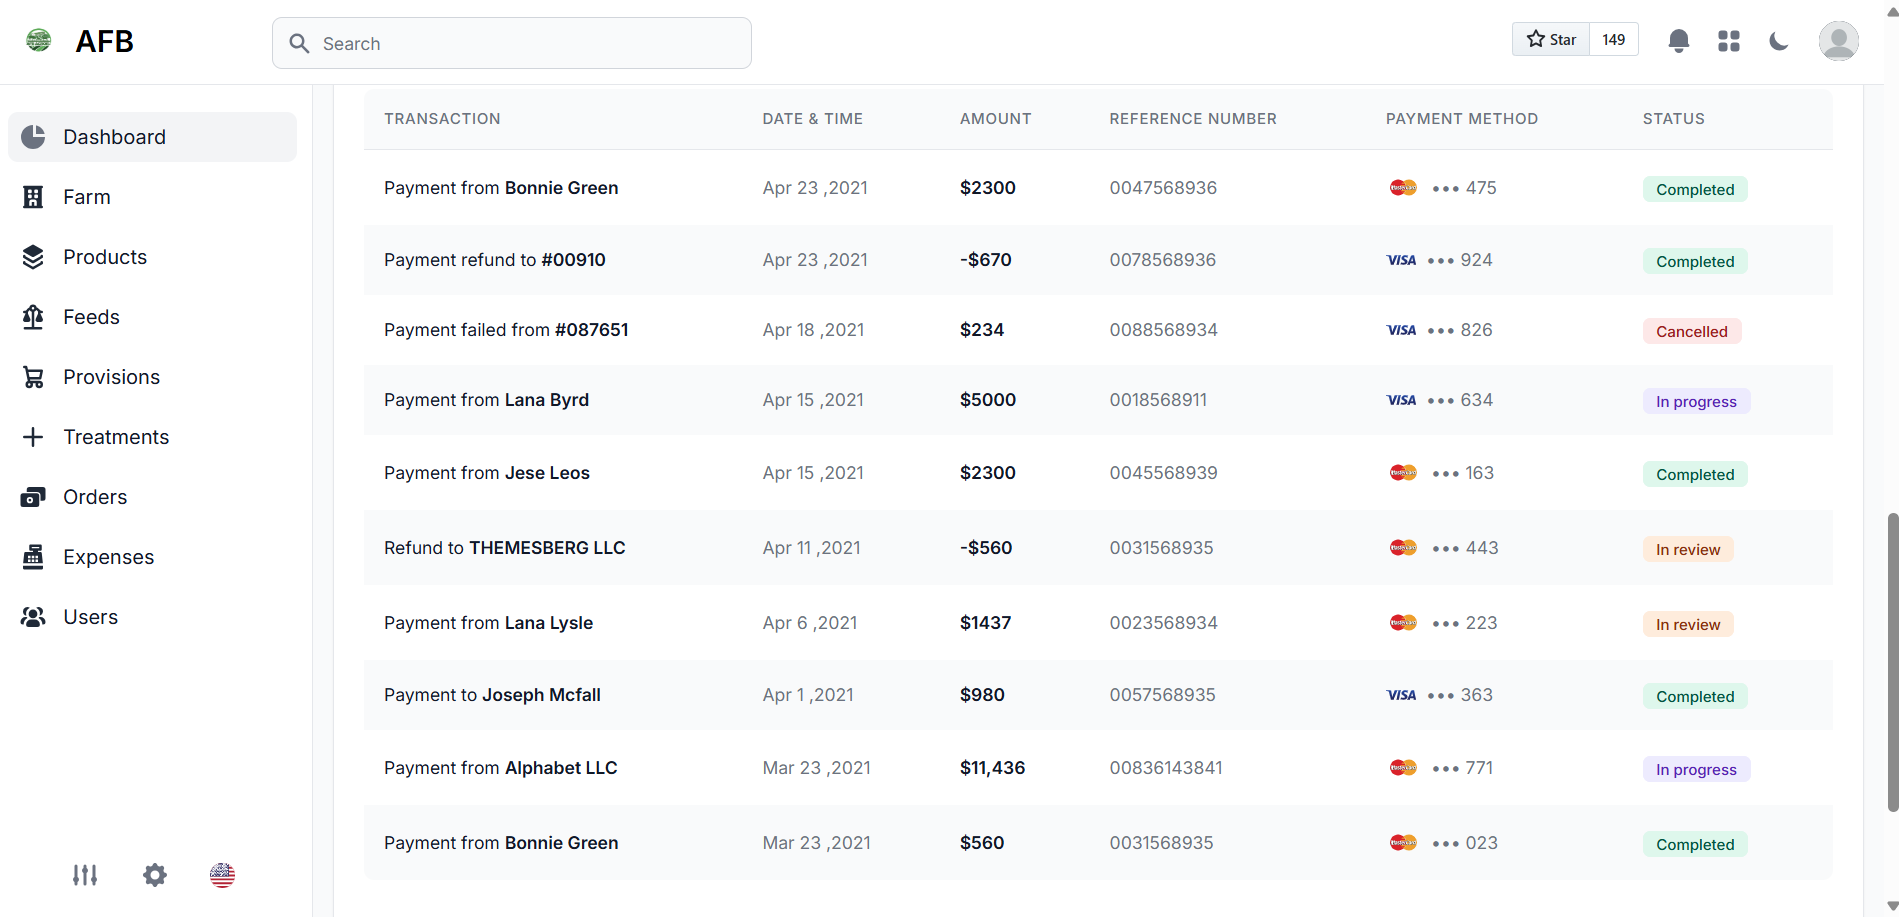 AFB
Search
Star 149
Dashboard
Farm
Products
Feeds
Provisions
Treatments
Orders
Expenses
Users
TRANSACTION DATE & TIME AMOUNT REFERENCE NUMBER PAYMENT METHOD STATUS
Payment from Bonnie Green Apr 23 ,2021 $2300 0047568936 MasterCard ••• 475 Completed
Payment refund to #00910 Apr 23 ,2021 -$670 0078568936 VISA ••• 924 Completed
Payment failed from #087651 Apr 18 ,2021 $234 0088568934 VISA ••• 826 Cancelled
Payment from Lana Byrd Apr 15 ,2021 $5000 0018568911 VISA ••• 634 In progress
Payment from Jese Leos Apr 15 ,2021 $2300 0045568939 MasterCard ••• 163 Completed
Refund to THEMESBERG LLC Apr 11 ,2021 -$560 0031568935 MasterCard ••• 443 In review
Payment from Lana Lysle Apr 6 ,2021 $1437 0023568934 MasterCard ••• 223 In review
Payment to Joseph Mcfall Apr 1 ,2021 $980 0057568935 VISA ••• 363 Completed
Payment from Alphabet LLC Mar 23 ,2021 $11,436 00836143841 MasterCard ••• 771 In progress
Payment from Bonnie Green Mar 23 ,2021 $560 0031568935 MasterCard ••• 023 Completed